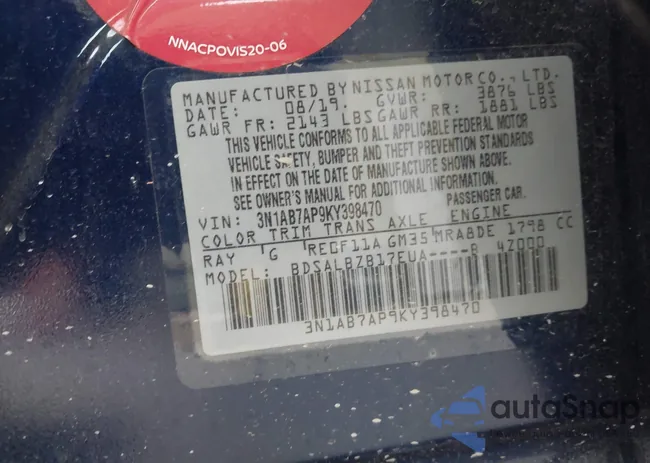 NNACPOVIS20-06
MANUFACTURED BY NISSAN MOTOR CO., LTD.
DATE: 08/19. GVWR: 3876 LBS
GAWR FR: 2143 LBS GAWR RR: 1881 LBS
THIS VEHICLE CONFORMS TO ALL APPLICABLE FEDERAL MOTOR
VEHICLE SAFETY, BUMPER AND THEFT PREVENTION STANDARDS
IN EFFECT ON THE DATE OF MANUFACTURE SHOWN ABOVE.
SEE OWNER'S MANUAL FOR ADDITIONAL INFORMATION.
VIN: 3N1AB7AP9KY398470 PASSENGER CAR.
COLOR TRIM TRANS AXLE ENGINE
RAY G RE0F11A GM35 MRA8DE 1798 CC
MODEL: BDSALBZB17EUA----B 4Z000
3N1AB7AP9KY398470
autoSnap